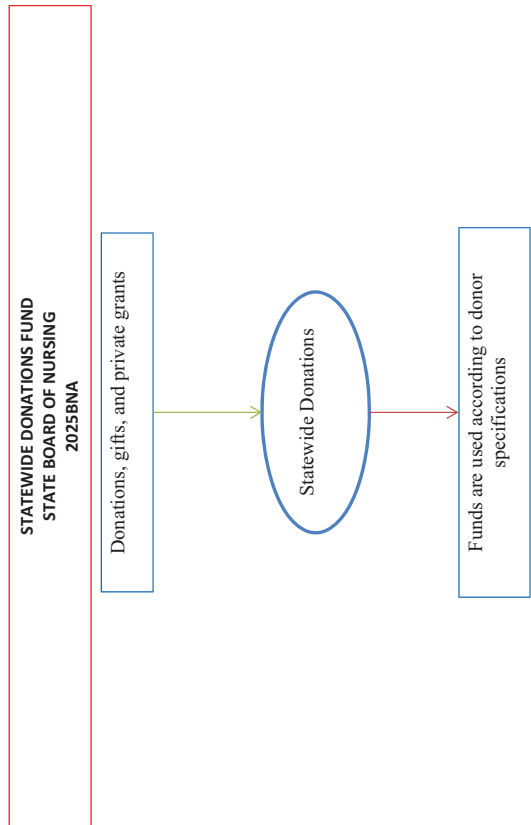 STATEWIDE DONATIONS FUND
STATE BOARD OF NURSING
2025BNA
Donations, gifts, and private grants
Statewide Donations
Funds are used according to donor
specifications